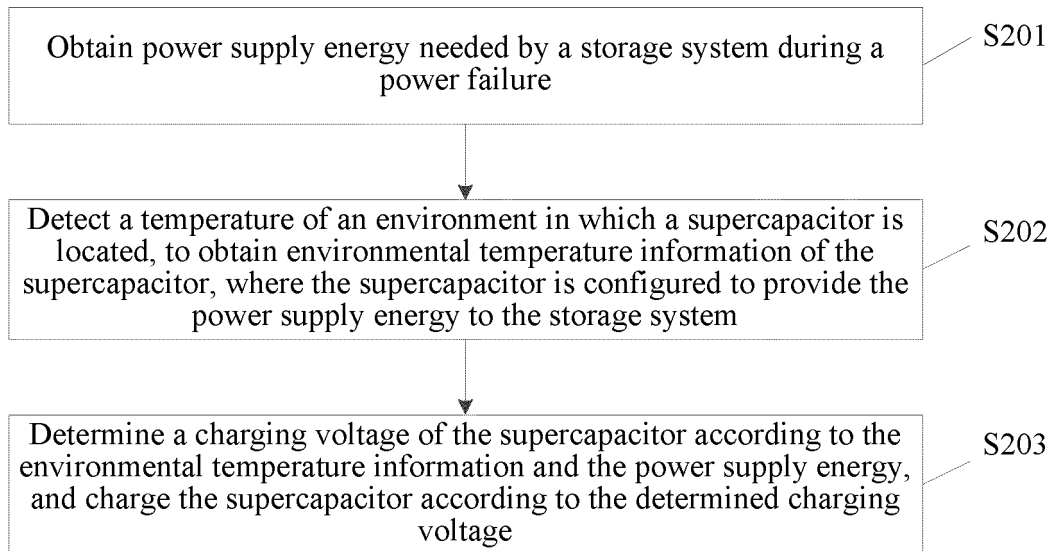 Obtain power supply energy needed by a storage system during a
power failure
S201
Detect a temperature of an environment in which a supercapacitor is
located, to obtain environmental temperature information of the
supercapacitor, where the supercapacitor is configured to provide the
power supply energy to the storage system
S202
Determine a charging voltage of the supercapacitor according to the
environmental temperature information and the power supply energy,
and charge the supercapacitor according to the determined charging
voltage
S203